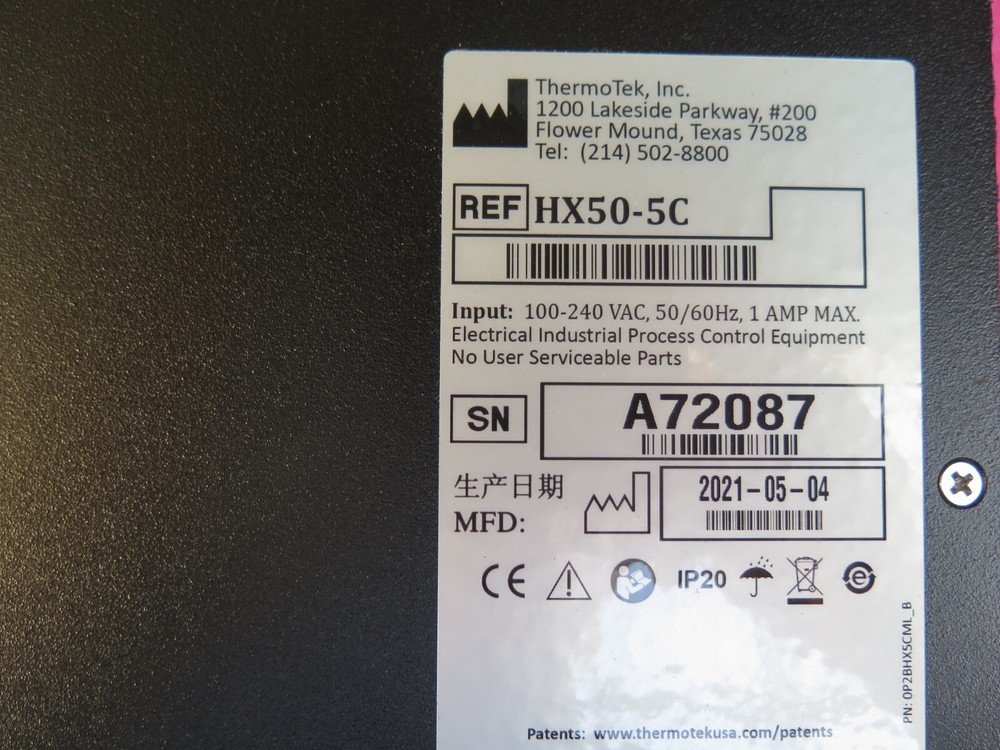 ThermoTek, Inc.
1200 Lakeside Parkway, #200
Flower Mound, Texas 75028
Tel: (214) 502-8800
REF HX50-5C
Input: 100-240 VAC, 50/60Hz, 1 AMP MAX.
Electrical Industrial Process Control Equipment
No User Serviceable Parts
SN A72087
生产日期
MFD: 2021-05-04
CE IP20 e
PN: 0P2BHX5CML_B
Patents: www.thermotekusa.com/patents